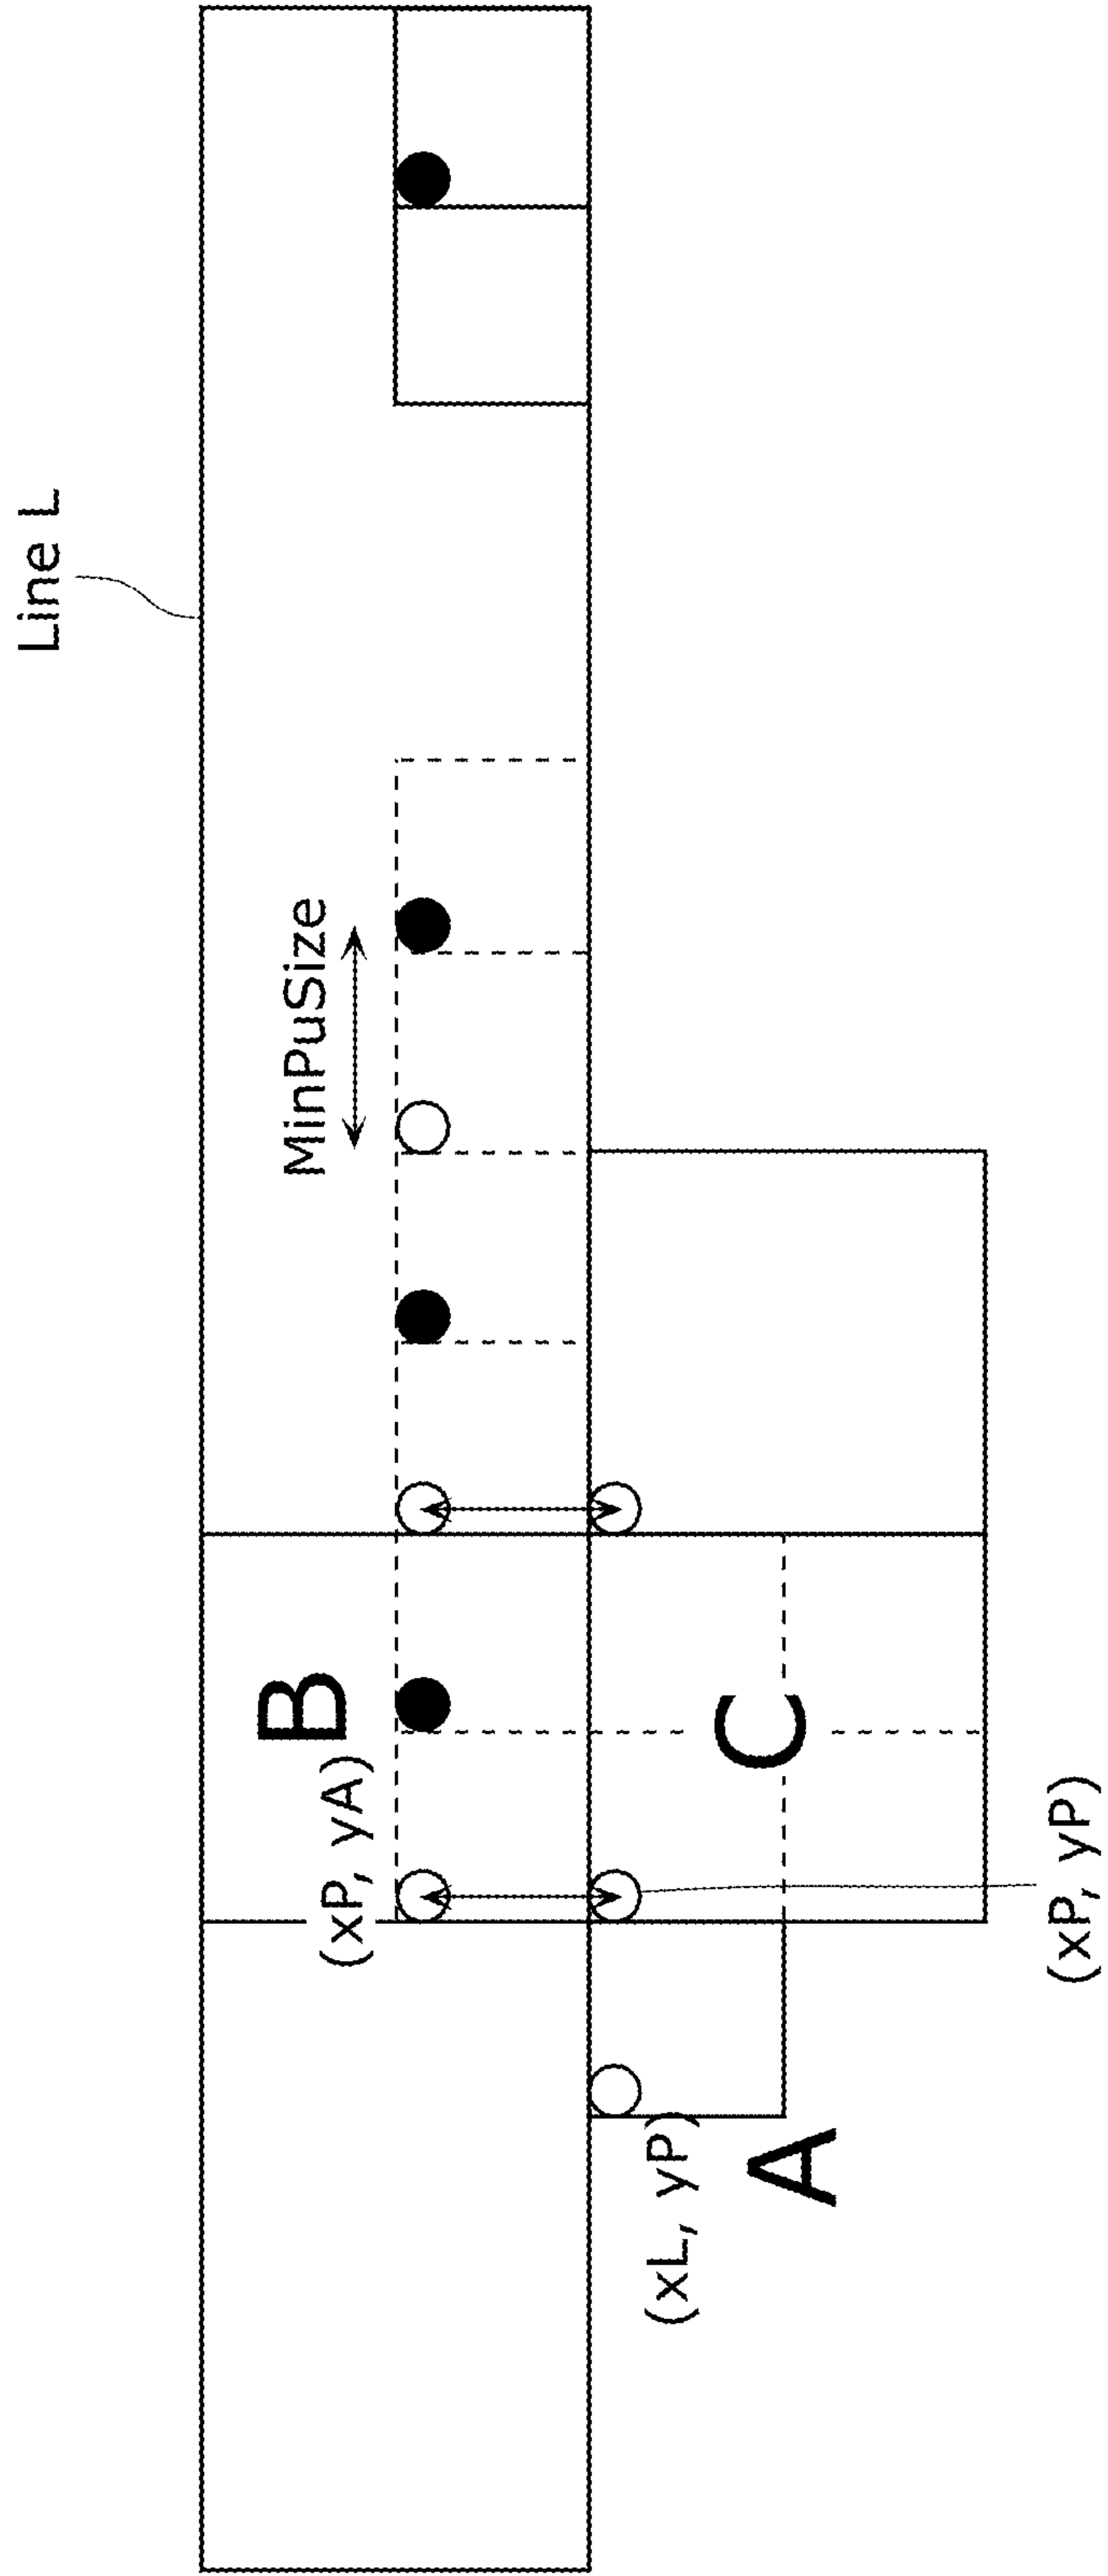 Line L
MinPuSize
B
(xP, yA)
C
(xP, yP)
(xL, yP)
A